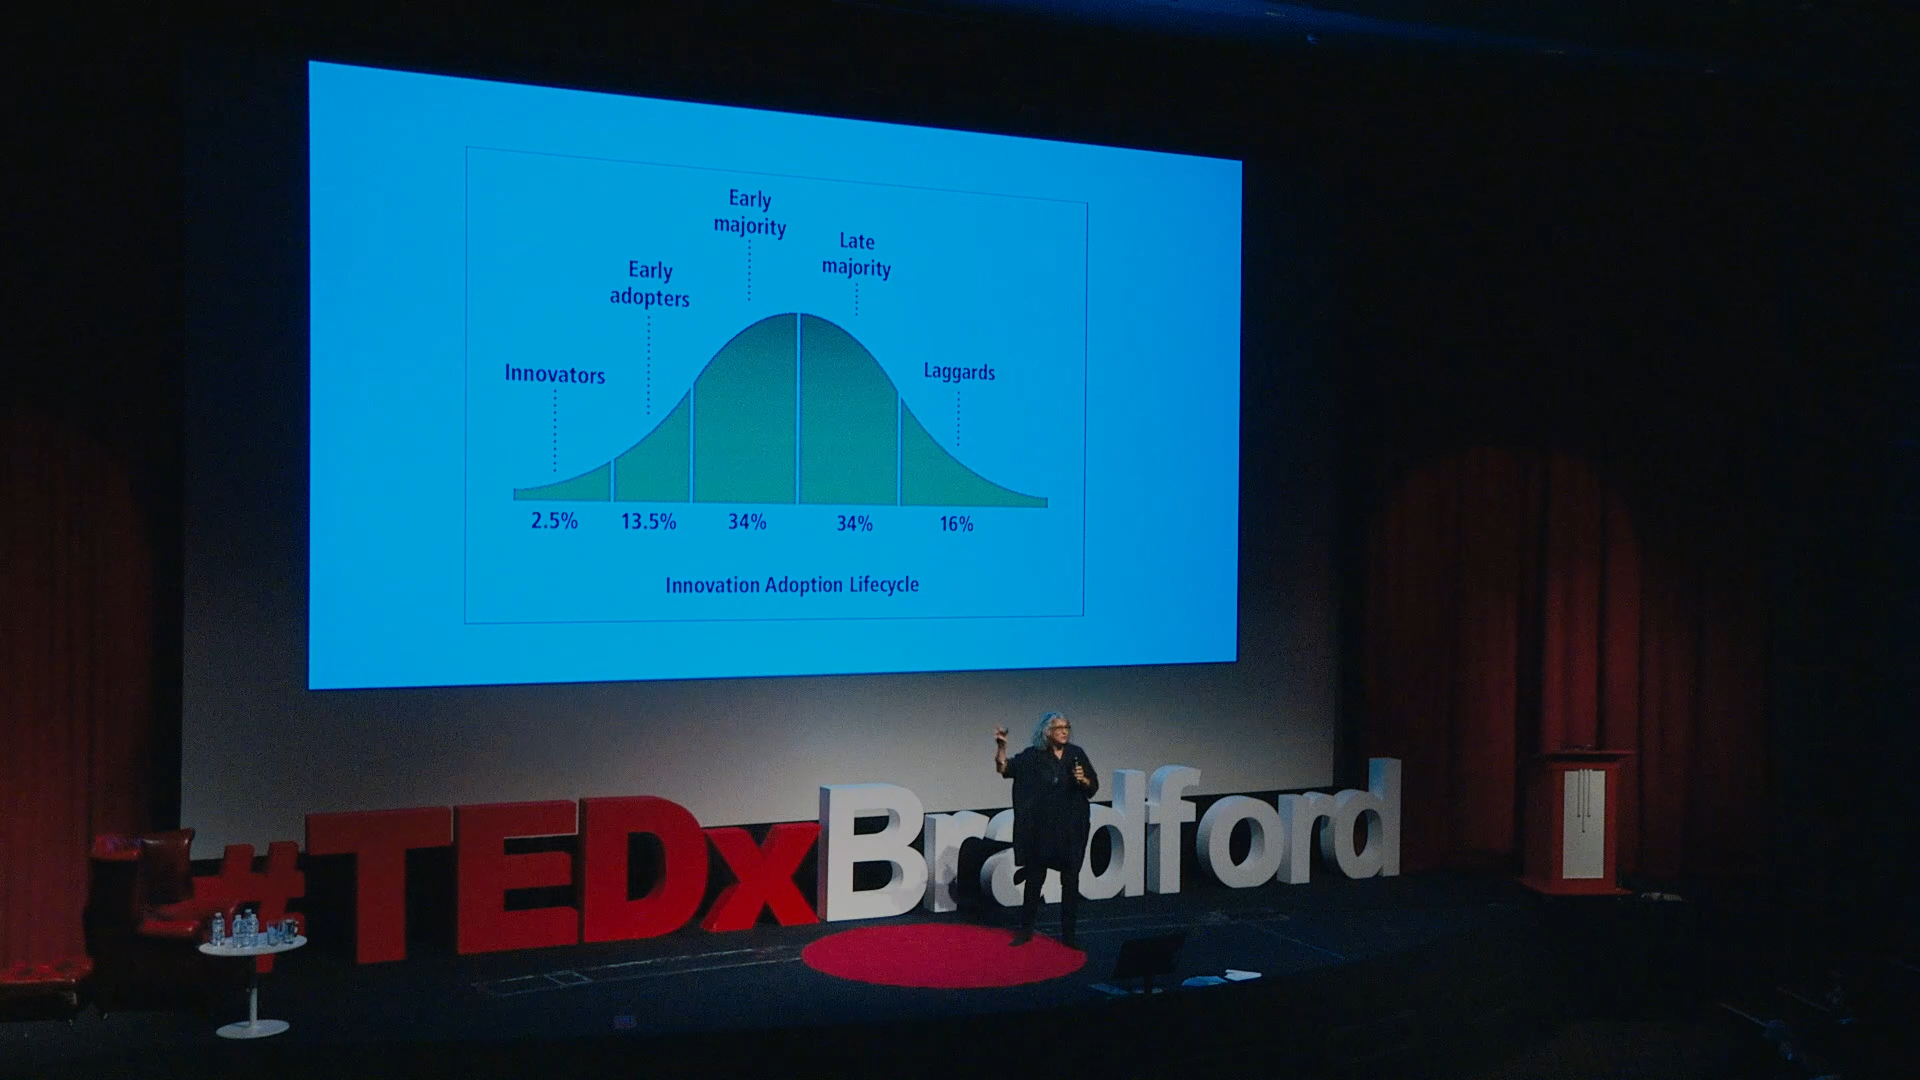 Early
majority
Late
majority
Early
adopters
Innovators
Laggards
2.5% 13.5% 34% 34% 16%
Innovation Adoption Lifecycle
#TEDxBradford